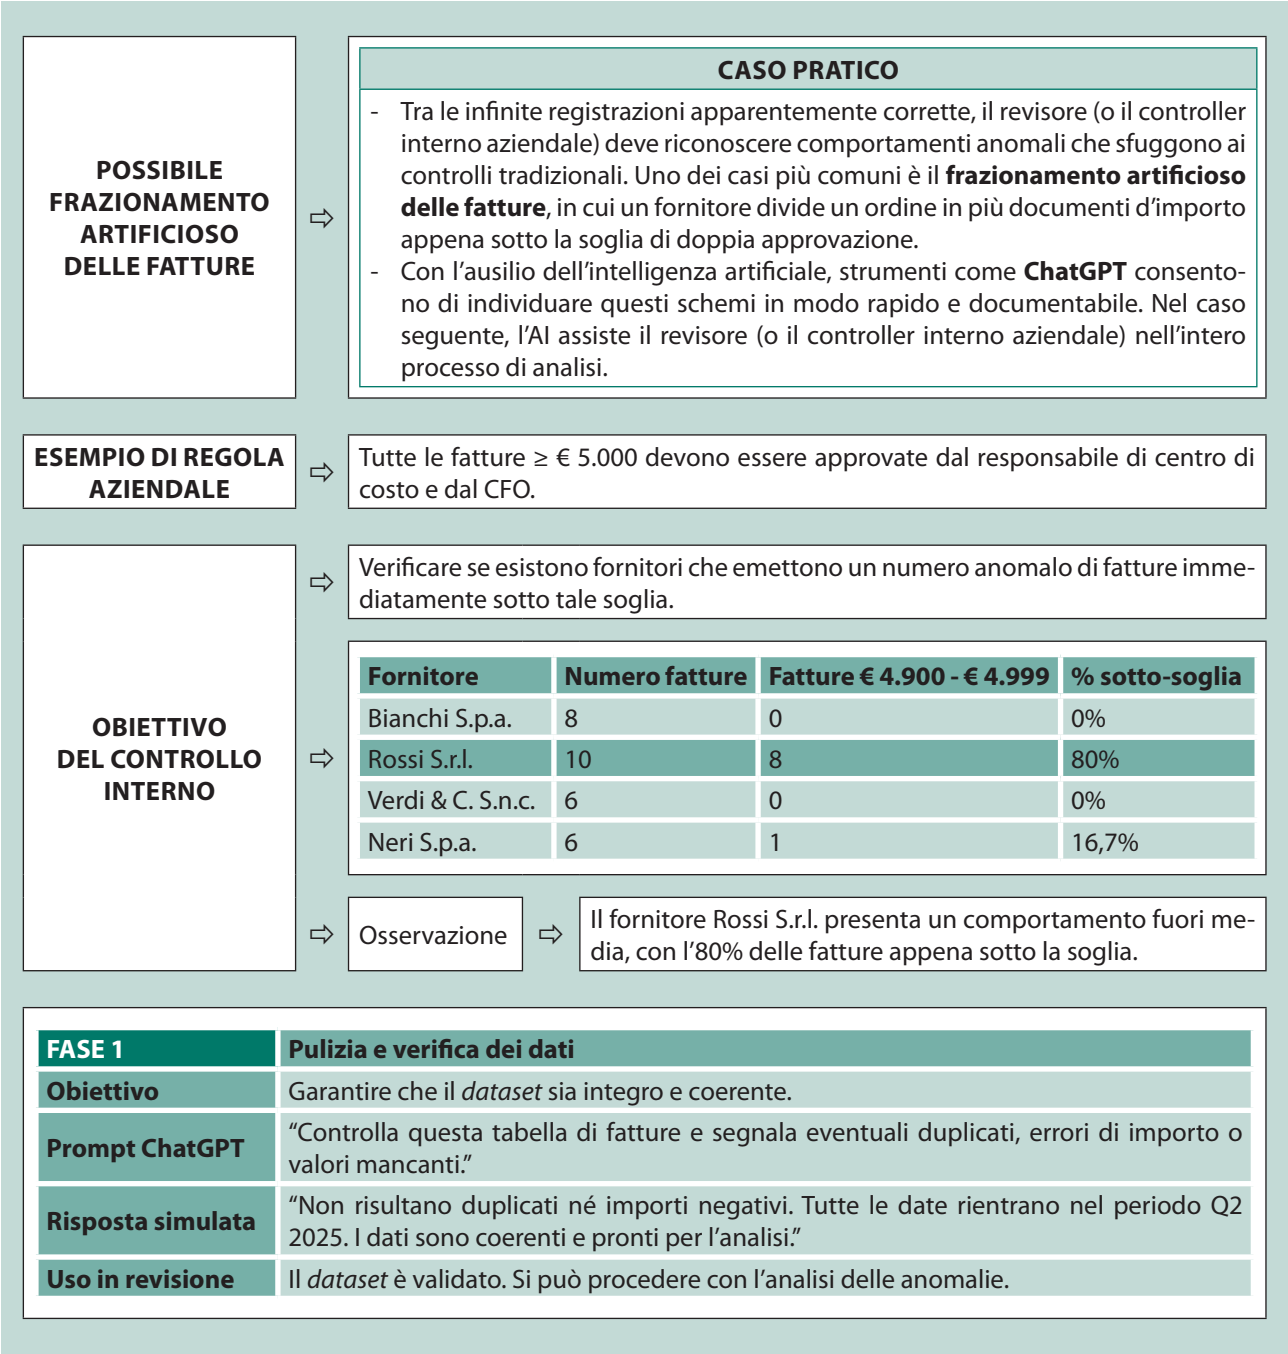 POSSIBILE
FRAZIONAMENTO
ARTIFICIOSO
DELLE FATTURE
⇨
CASO PRATICO
- Tra le infinite registrazioni apparentemente corrette, il revisore (o il controller
interno aziendale) deve riconoscere comportamenti anomali che sfuggono ai
controlli tradizionali. Uno dei casi più comuni è il frazionamento artificioso
delle fatture, in cui un fornitore divide un ordine in più documenti d'importo
appena sotto la soglia di doppia approvazione.
- Con l'ausilio dell'intelligenza artificiale, strumenti come ChatGPT consento-
no di individuare questi schemi in modo rapido e documentabile. Nel caso
seguente, l'AI assiste il revisore (o il controller interno aziendale) nell'intero
processo di analisi.
ESEMPIO DI REGOLA
AZIENDALE
⇨
Tutte le fatture ≥ € 5.000 devono essere approvate dal responsabile di centro di
costo e dal CFO.
OBIETTIVO
DEL CONTROLLO
INTERNO
⇨
Verificare se esistono fornitori che emettono un numero anomalo di fatture imme-
diatamente sotto tale soglia.
⇨
Fornitore Numero fatture Fatture € 4.900 - € 4.999 % sotto-soglia
Bianchi S.p.a. 8 0 0%
Rossi S.r.l. 10 8 80%
Verdi & C. S.n.c. 6 0 0%
Neri S.p.a. 6 1 16,7%
⇨ Osservazione ⇨
Il fornitore Rossi S.r.l. presenta un comportamento fuori me-
dia, con l'80% delle fatture appena sotto la soglia.
FASE 1 Pulizia e verifica dei dati
Obiettivo Garantire che il dataset sia integro e coerente.
Prompt ChatGPT
“Controlla questa tabella di fatture e segnala eventuali duplicati, errori di importo o
valori mancanti.”
Risposta simulata
“Non risultano duplicati né importi negativi. Tutte le date rientrano nel periodo Q2
2025. I dati sono coerenti e pronti per l'analisi.”
Uso in revisione Il dataset è validato. Si può procedere con l'analisi delle anomalie.